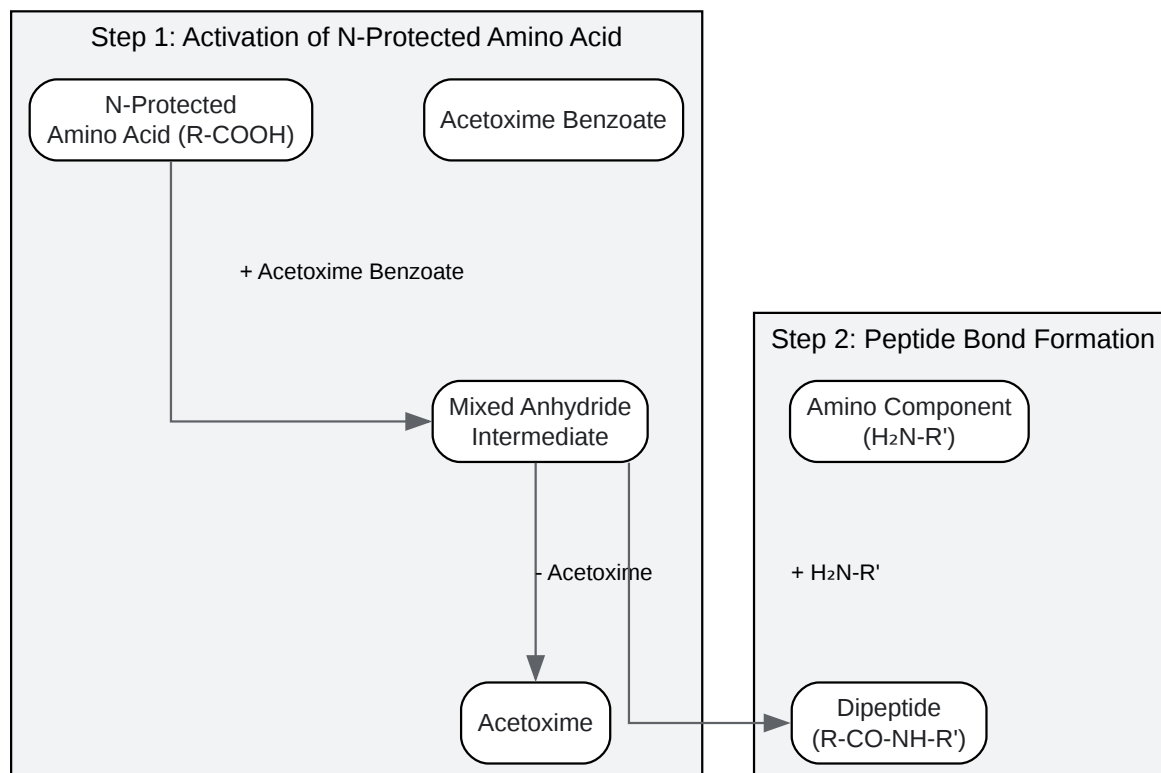 Step 1: Activation of N-Protected Amino Acid
N-Protected
Amino Acid (R-COOH)
Acetoxime Benzoate
+ Acetoxime Benzoate
Mixed Anhydride
Intermediate
- Acetoxime
Acetoxime
Step 2: Peptide Bond Formation
Amino Component
(H₂N-R')
+ H₂N-R'
Dipeptide
(R-CO-NH-R')